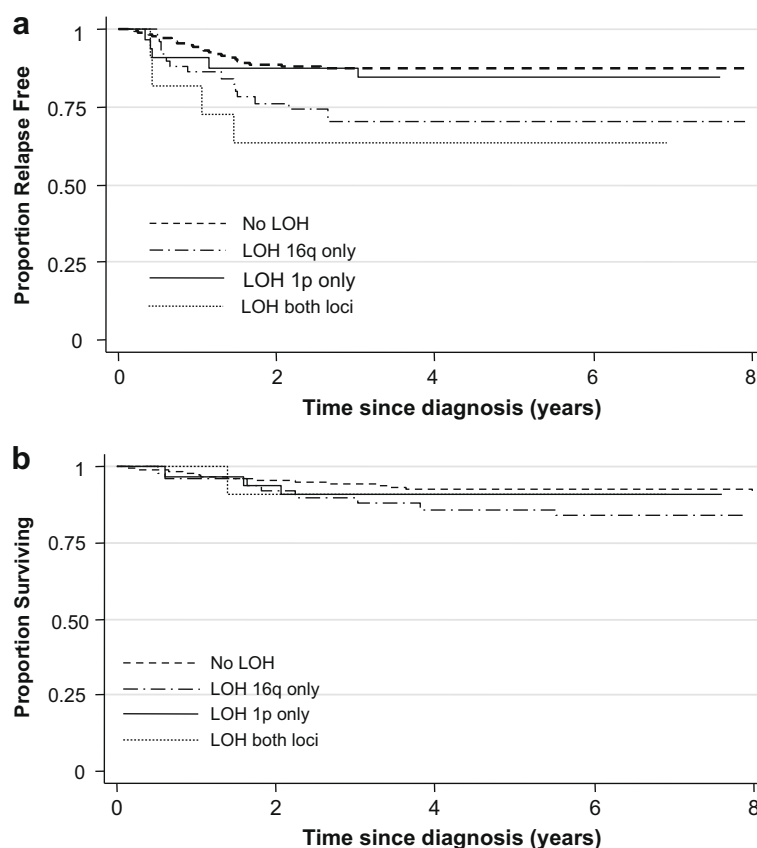 a
Proportion Relapse Free
1
0.75
0.50
0.25
0
No LOH
LOH 16q only
LOH 1p only
LOH both loci
0 2 4 6 8
Time since diagnosis (years)
b
Proportion Surviving
1
0.75
0.50
0.25
0
No LOH
LOH 16q only
LOH 1p only
LOH both loci
0 2 4 6 8
Time since diagnosis (years)